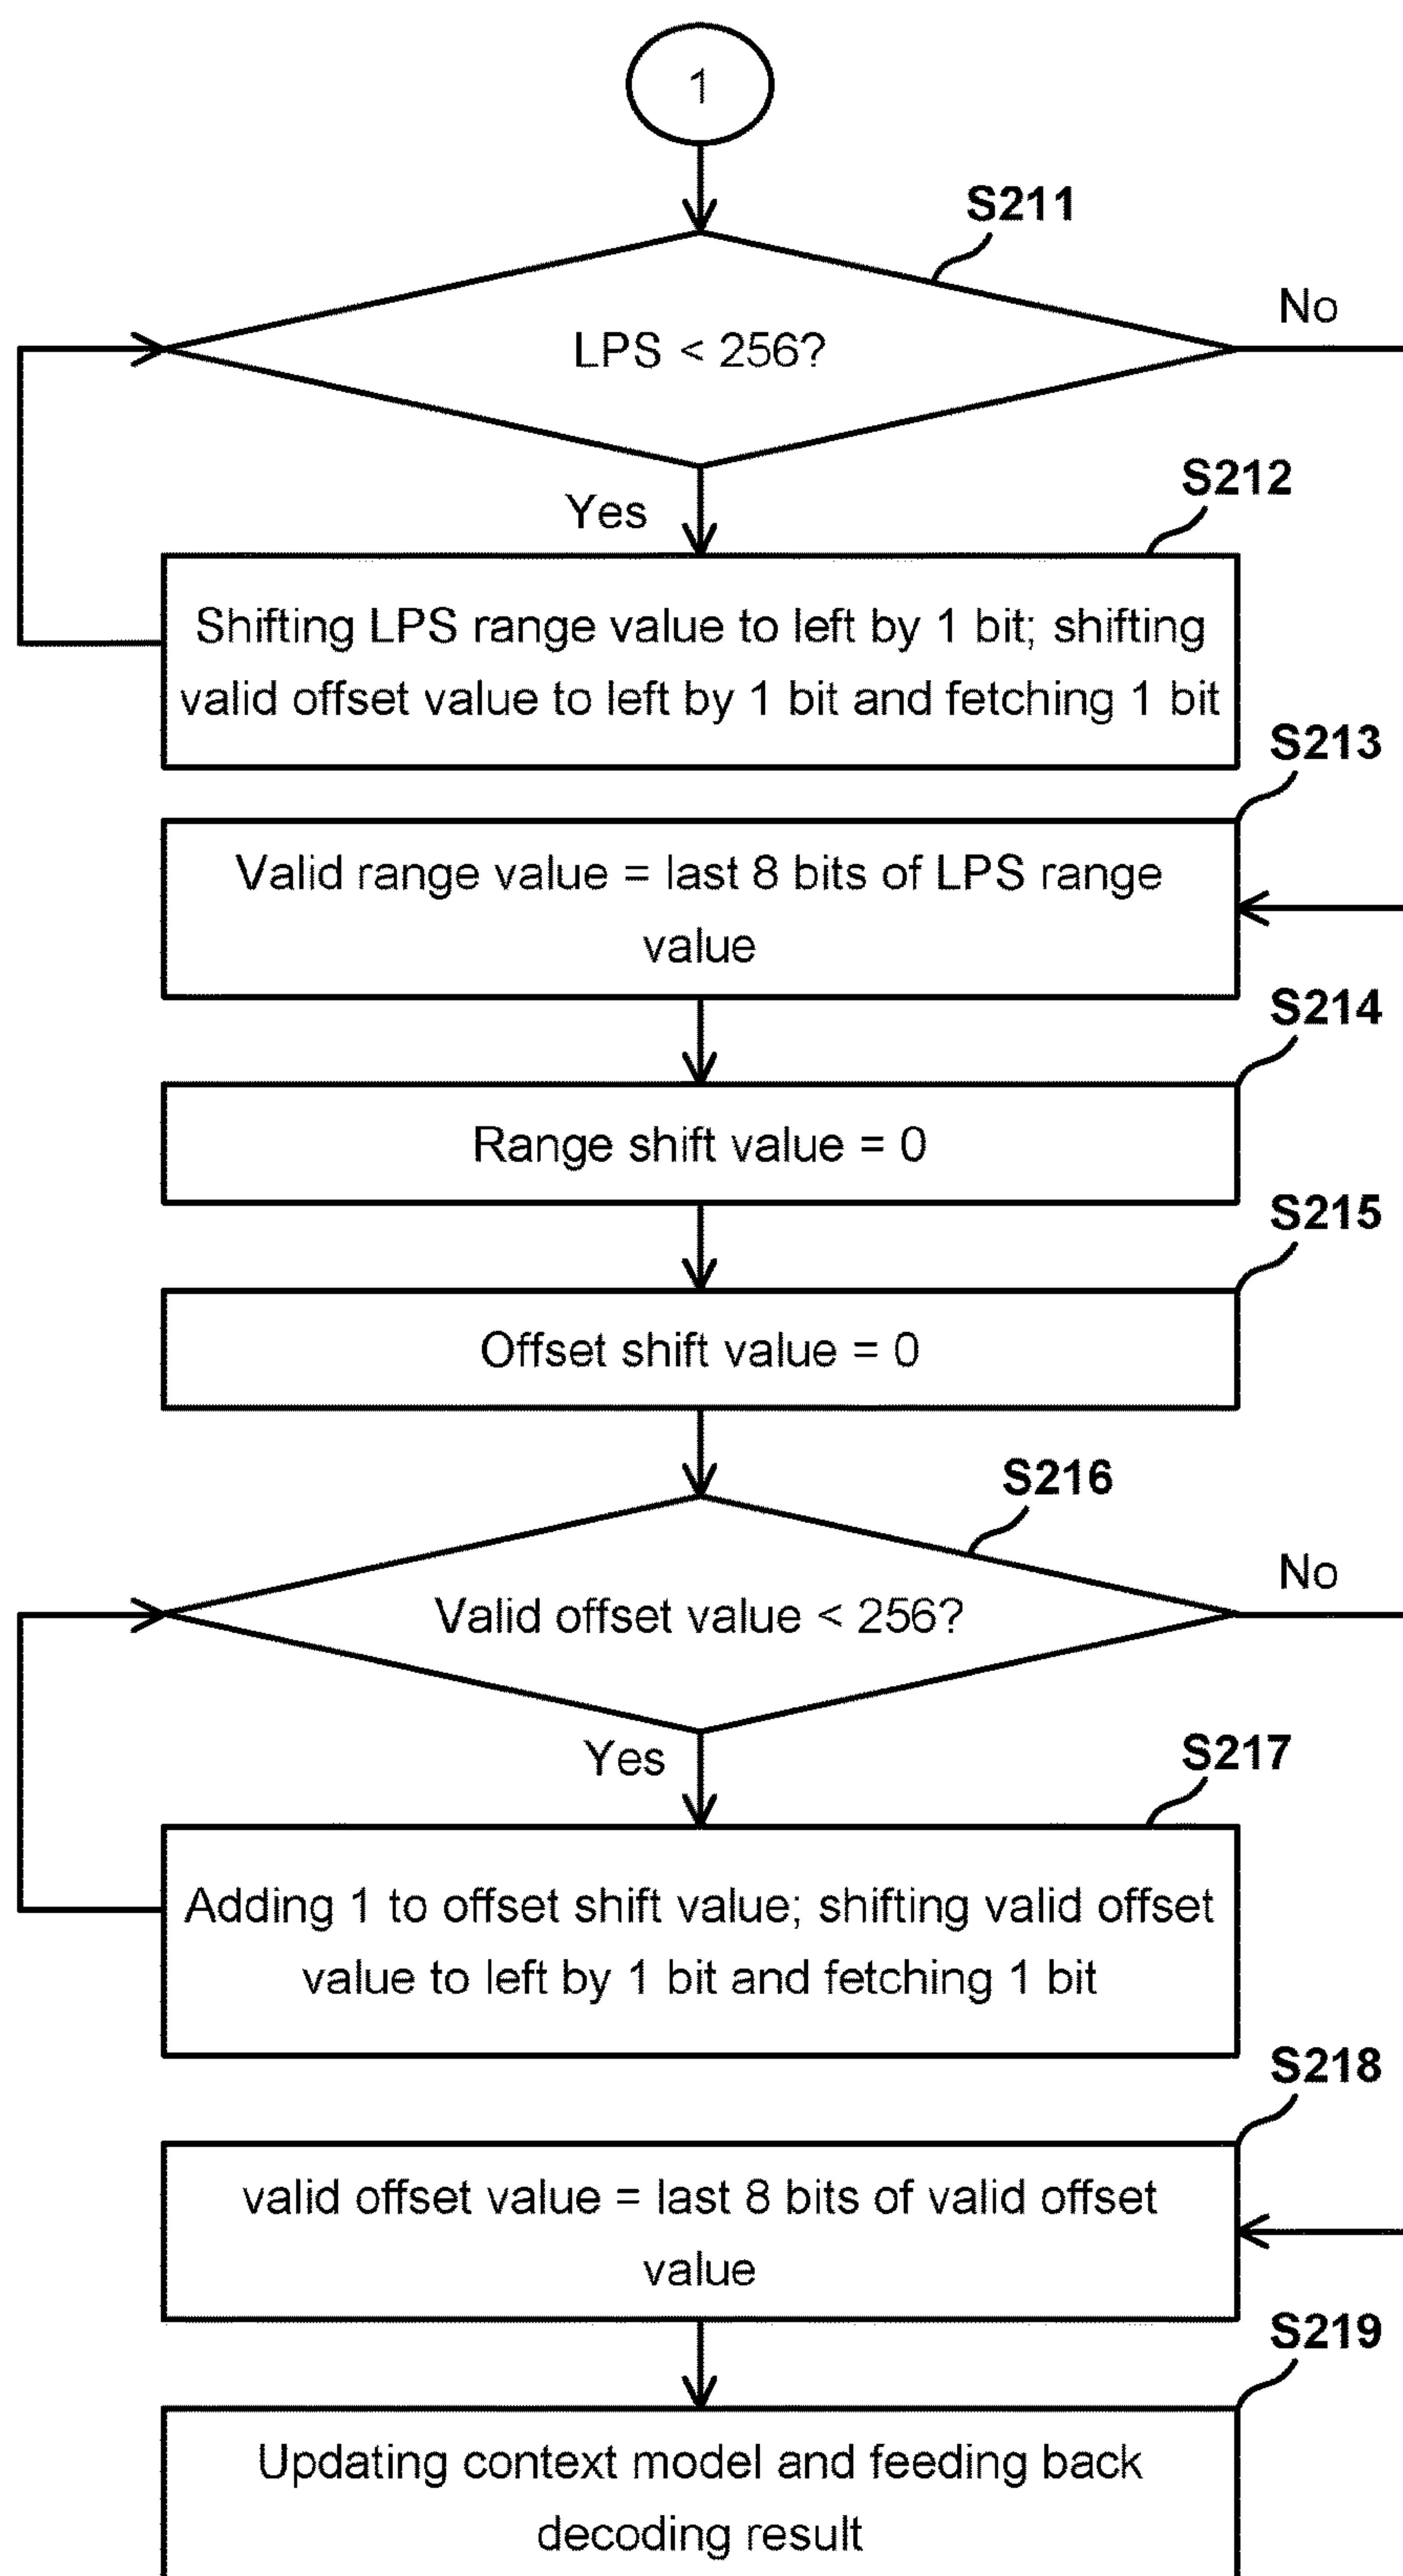 1
S211
No
LPS < 256?
S212
Yes
Shifting LPS range value to left by 1 bit; shifting
valid offset value to left by 1 bit and fetching 1 bit
S213
Valid range value = last 8 bits of LPS range
value
S214
Range shift value = 0
S215
Offset shift value = 0
S216
No
Valid offset value < 256?
Yes
S217
Adding 1 to offset shift value; shifting valid offset
value to left by 1 bit and fetching 1 bit
S218
valid offset value = last 8 bits of valid offset
value
S219
Updating context model and feeding back
decoding result